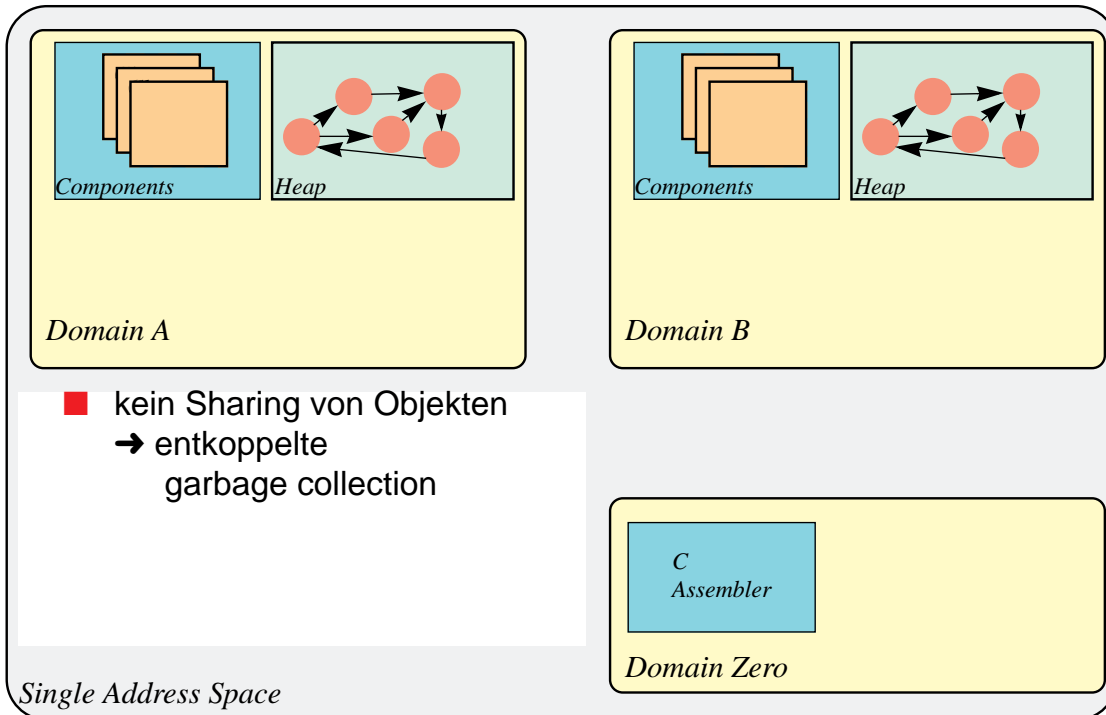 Components
Heap
Domain A
Components
Heap
Domain B
kein Sharing von Objekten
➔ entkoppelte
garbage collection
C
Assembler
Domain Zero
Single Address Space